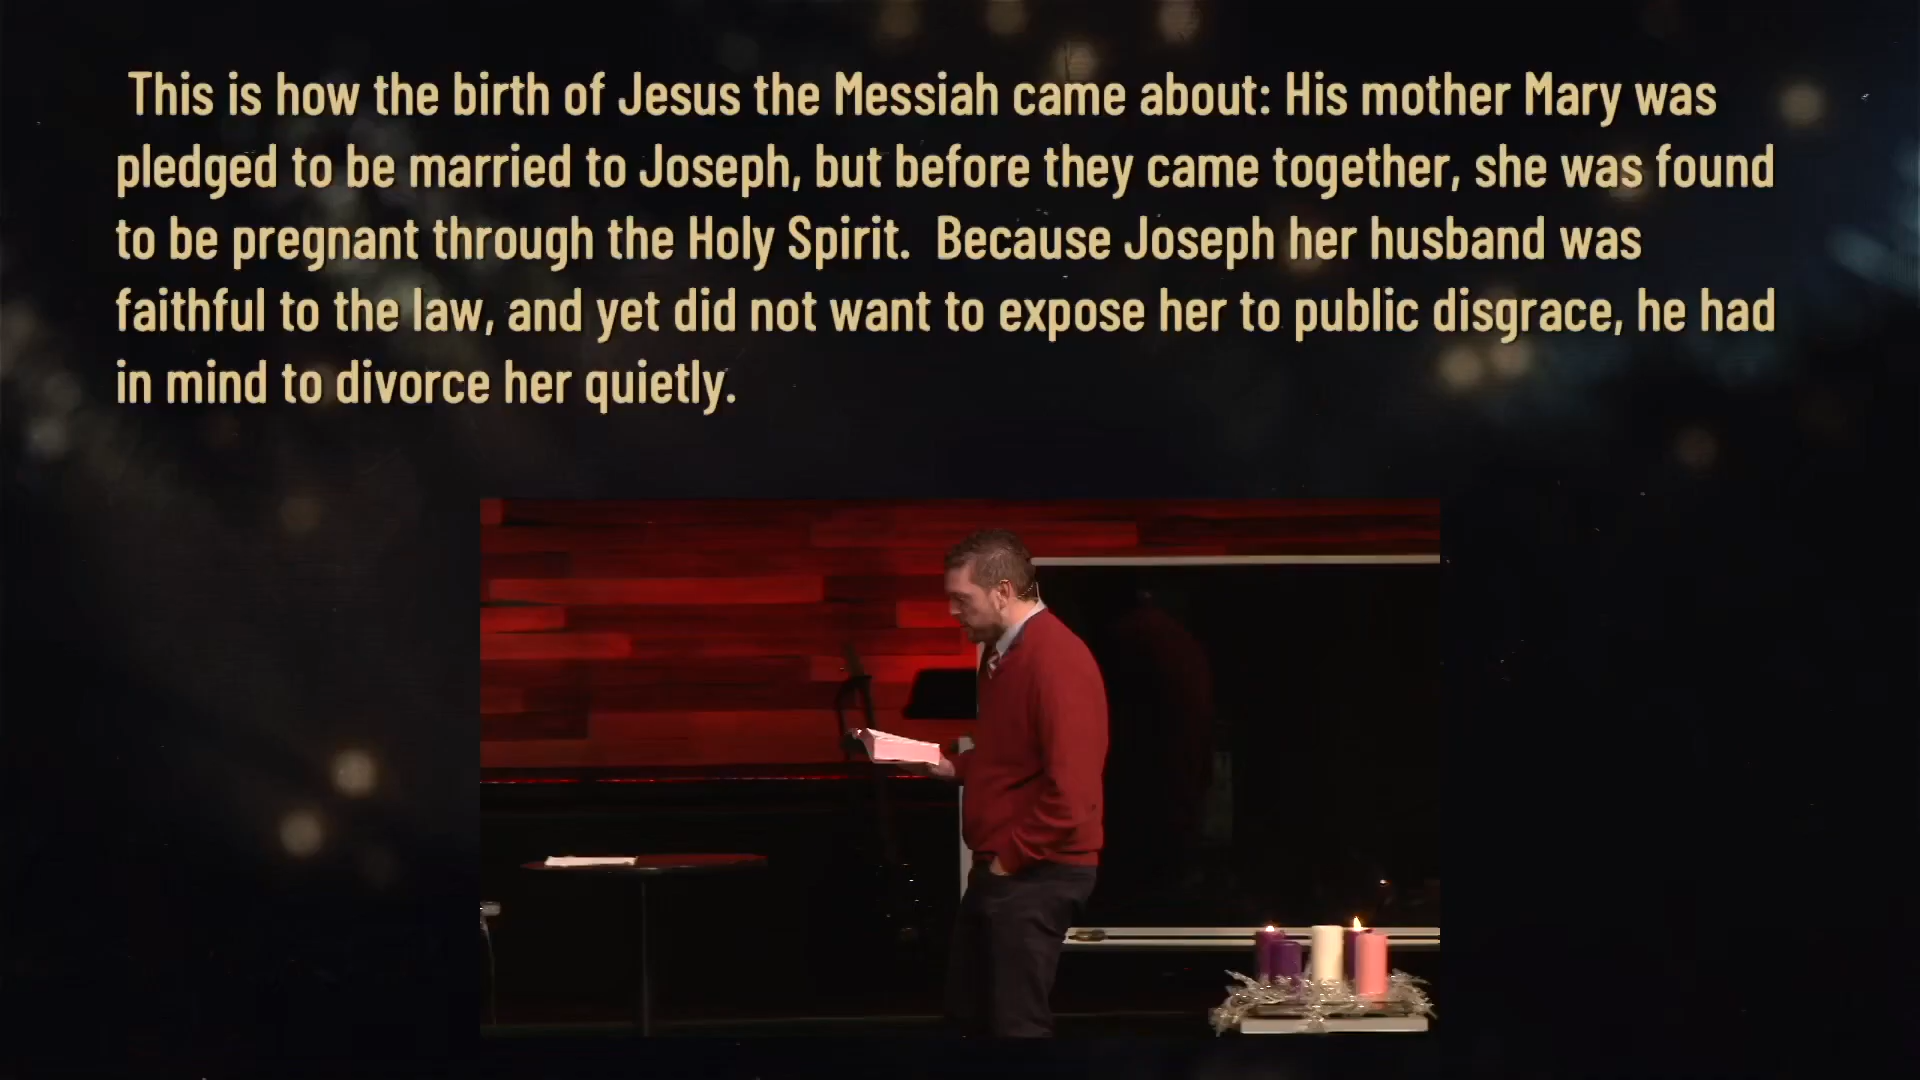 This is how the birth of Jesus the Messiah came about: His mother Mary was
pledged to be married to Joseph, but before they came together, she was found
to be pregnant through the Holy Spirit.  Because Joseph her husband was
faithful to the law, and yet did not want to expose her to public disgrace, he had
in mind to divorce her quietly.